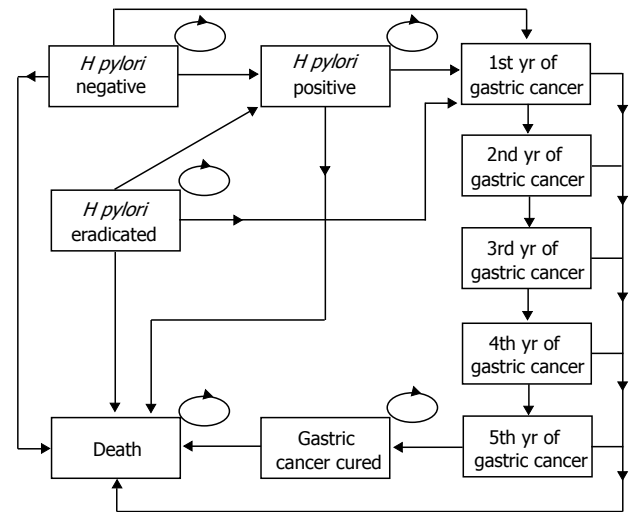 H pylori
negative
H pylori
positive
1st yr of
gastric cancer
2nd yr of
gastric cancer
H pylori
eradicated
3rd yr of
gastric cancer
4th yr of
gastric cancer
Death
Gastric
cancer cured
5th yr of
gastric cancer